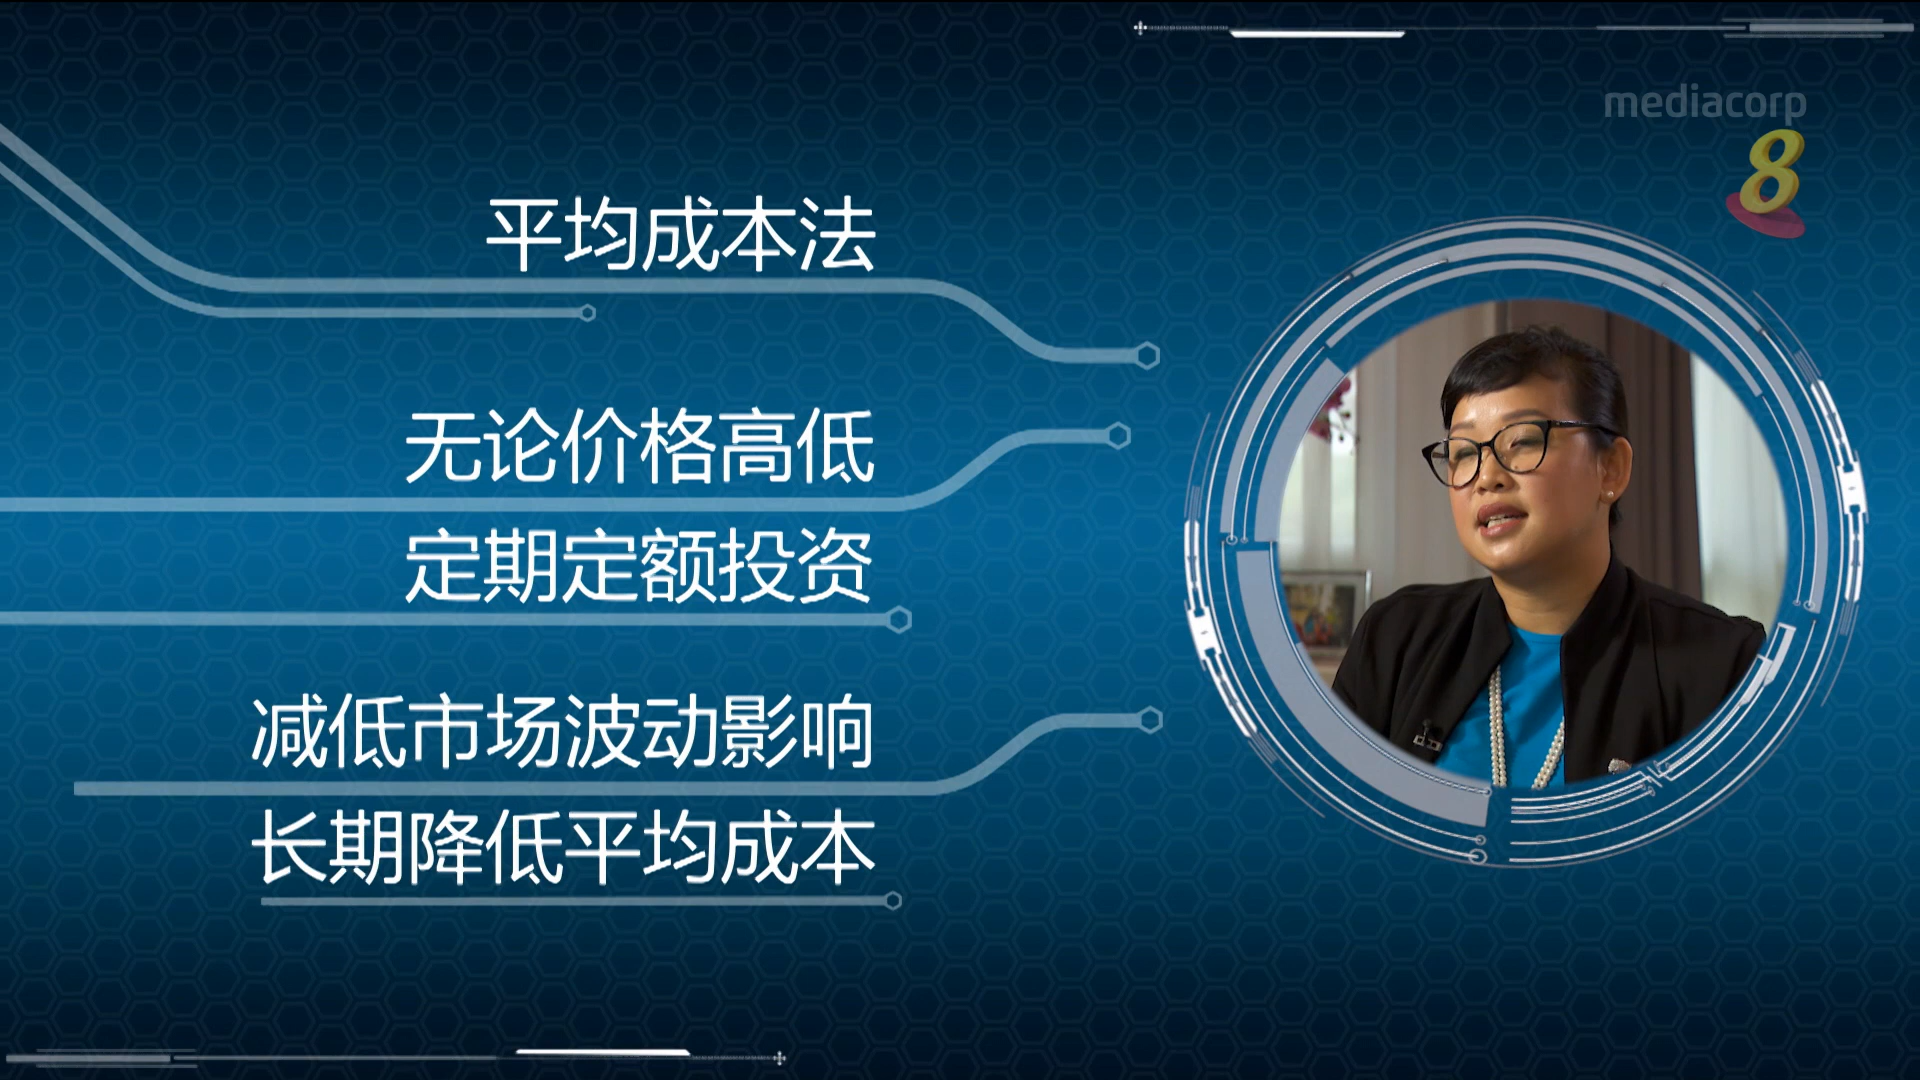 mediacorp
8
平均成本法
无论价格高低
定期定额投资
减低市场波动影响
长期降低平均成本